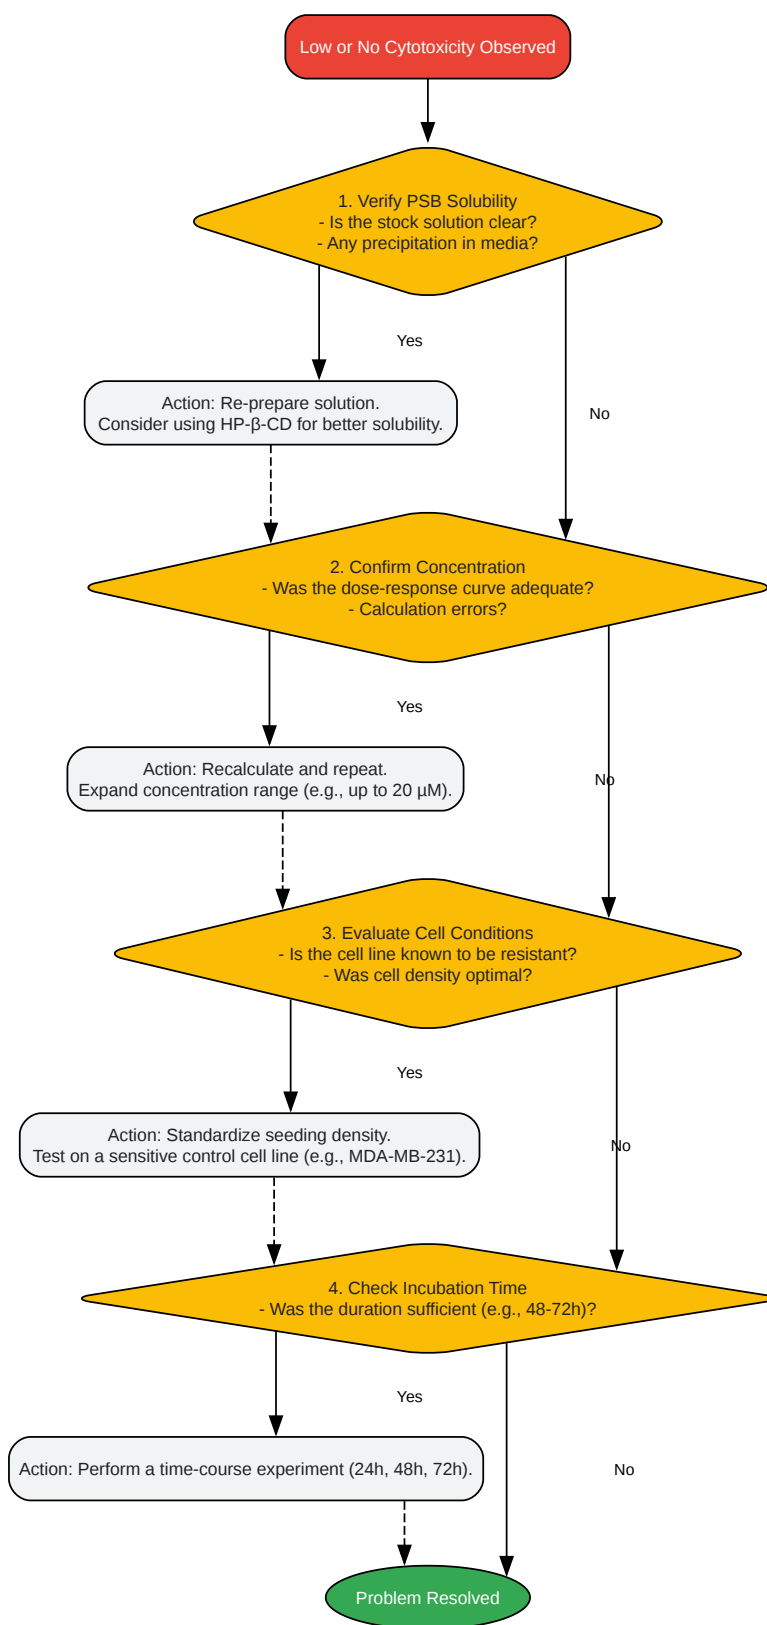 Low or No Cytotoxicity Observed
1. Verify PSB Solubility
- Is the stock solution clear?
- Any precipitation in media?
Yes
Action: Re-prepare solution.
Consider using HP-β-CD for better solubility.
No
2. Confirm Concentration
- Was the dose-response curve adequate?
- Calculation errors?
Yes
Action: Recalculate and repeat.
Expand concentration range (e.g., up to 20 µM).
No
3. Evaluate Cell Conditions
- Is the cell line known to be resistant?
- Was cell density optimal?
Yes
Action: Standardize seeding density.
Test on a sensitive control cell line (e.g., MDA-MB-231).
No
4. Check Incubation Time
- Was the duration sufficient (e.g., 48-72h)?
Yes
Action: Perform a time-course experiment (24h, 48h, 72h).
No
Problem Resolved